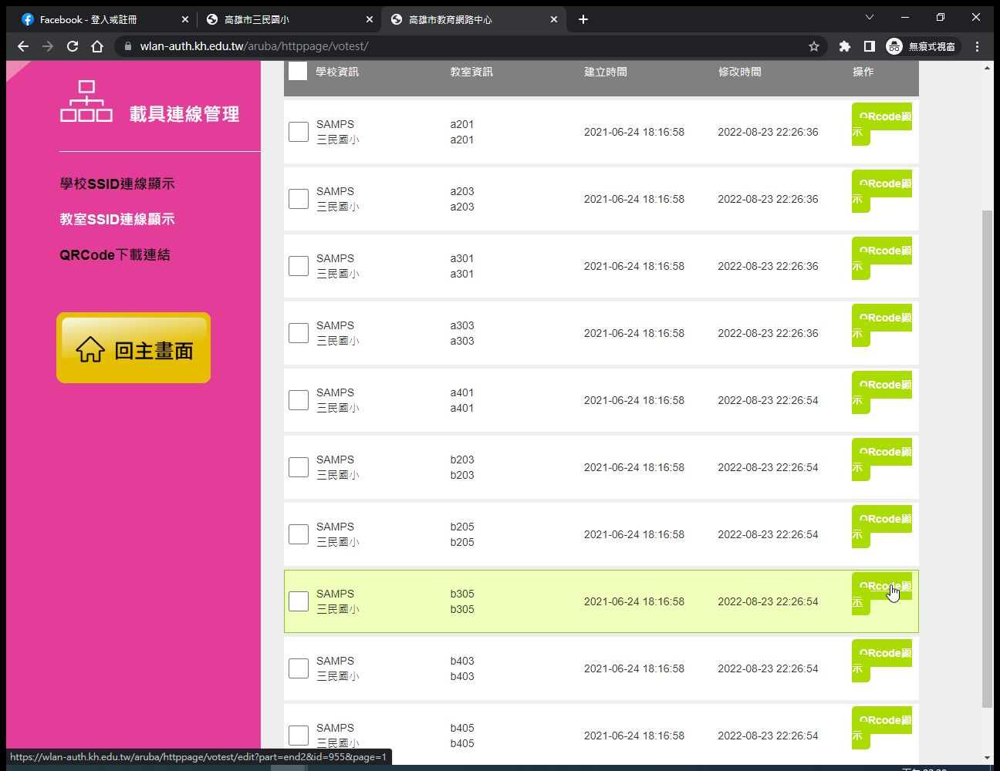 Facebook - 登入或註冊
高雄市三民國小
高雄市教育網路中心
wlan-auth.kh.edu.tw/aruba/httppage/votest/
無痕式視窗
載具連線管理
學校SSID連線顯示
教室SSID連線顯示
QRCode下載連結
回主畫面
學校資訊 教室資訊 建立時間 修改時間 操作
SAMPS a201 QRcode顯
三民國小 a201 2021-06-24 18:16:58 2022-08-23 22:26:36 示
SAMPS a203 QRcode顯
三民國小 a203 2021-06-24 18:16:58 2022-08-23 22:26:36 示
SAMPS a301 QRcode顯
三民國小 a301 2021-06-24 18:16:58 2022-08-23 22:26:36 示
SAMPS a303 QRcode顯
三民國小 a303 2021-06-24 18:16:58 2022-08-23 22:26:36 示
SAMPS a401 QRcode顯
三民國小 a401 2021-06-24 18:16:58 2022-08-23 22:26:54 示
SAMPS b203 QRcode顯
三民國小 b203 2021-06-24 18:16:58 2022-08-23 22:26:54 示
SAMPS b205 QRcode顯
三民國小 b205 2021-06-24 18:16:58 2022-08-23 22:26:54 示
SAMPS b305 QRcode顯
三民國小 b305 2021-06-24 18:16:58 2022-08-23 22:26:54 示
SAMPS b403 QRcode顯
三民國小 b403 2021-06-24 18:16:58 2022-08-23 22:26:54 示
SAMPS b405 QRcode顯
三民國小 b405 2021-06-24 18:16:58 2022-08-23 22:26:54 示
https://wlan-auth.kh.edu.tw/aruba/httppage/votest/edit?part=end2&id=955&page=1